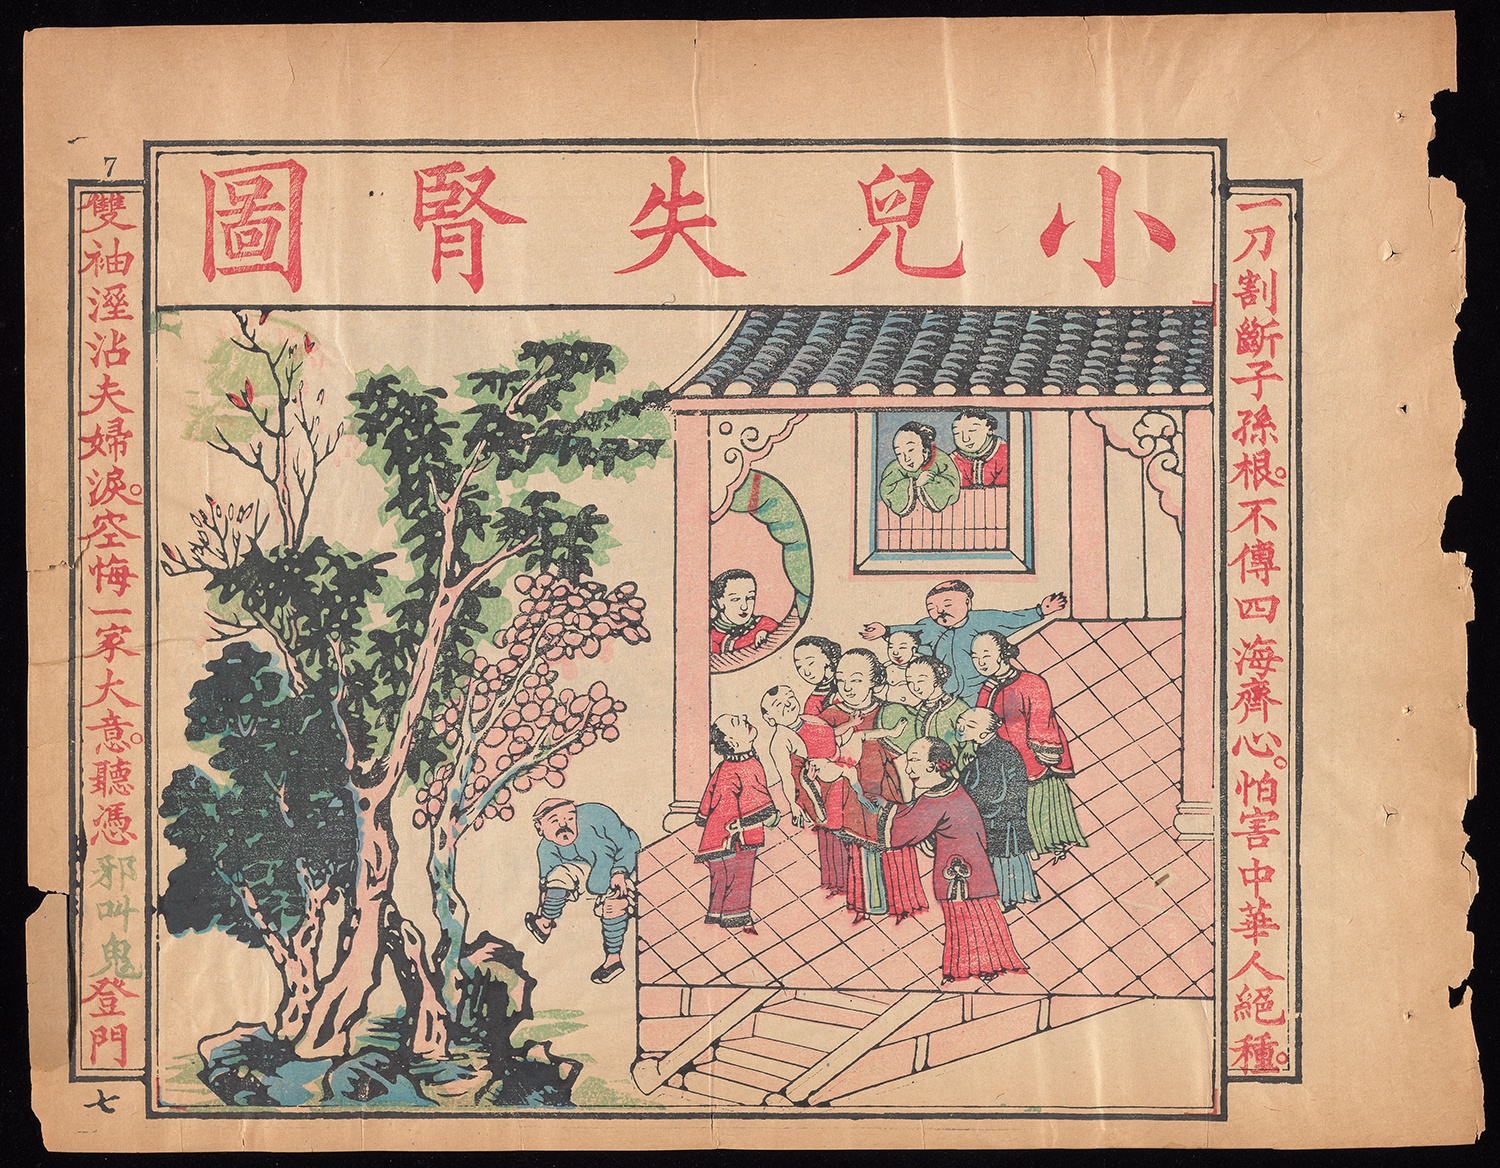 小兒失腎圖
一刀割斷子孫根。不傳四海齊心。怕害中華人絕種。
雙袖溼沾夫婦淚。空悔一家大意。聽憑邪叫鬼登門
7
七